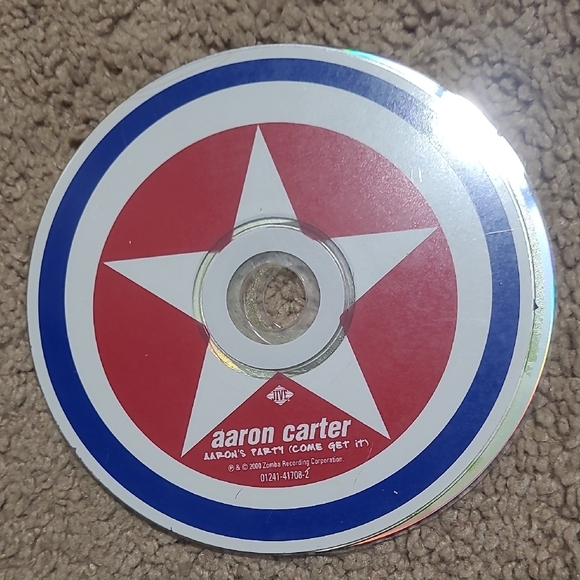 JIVE
aaron carter
AARON'S PARTY (COME GET IT)
℗ & © 2000 Zomba Recording Corporation.
01241-41708-2